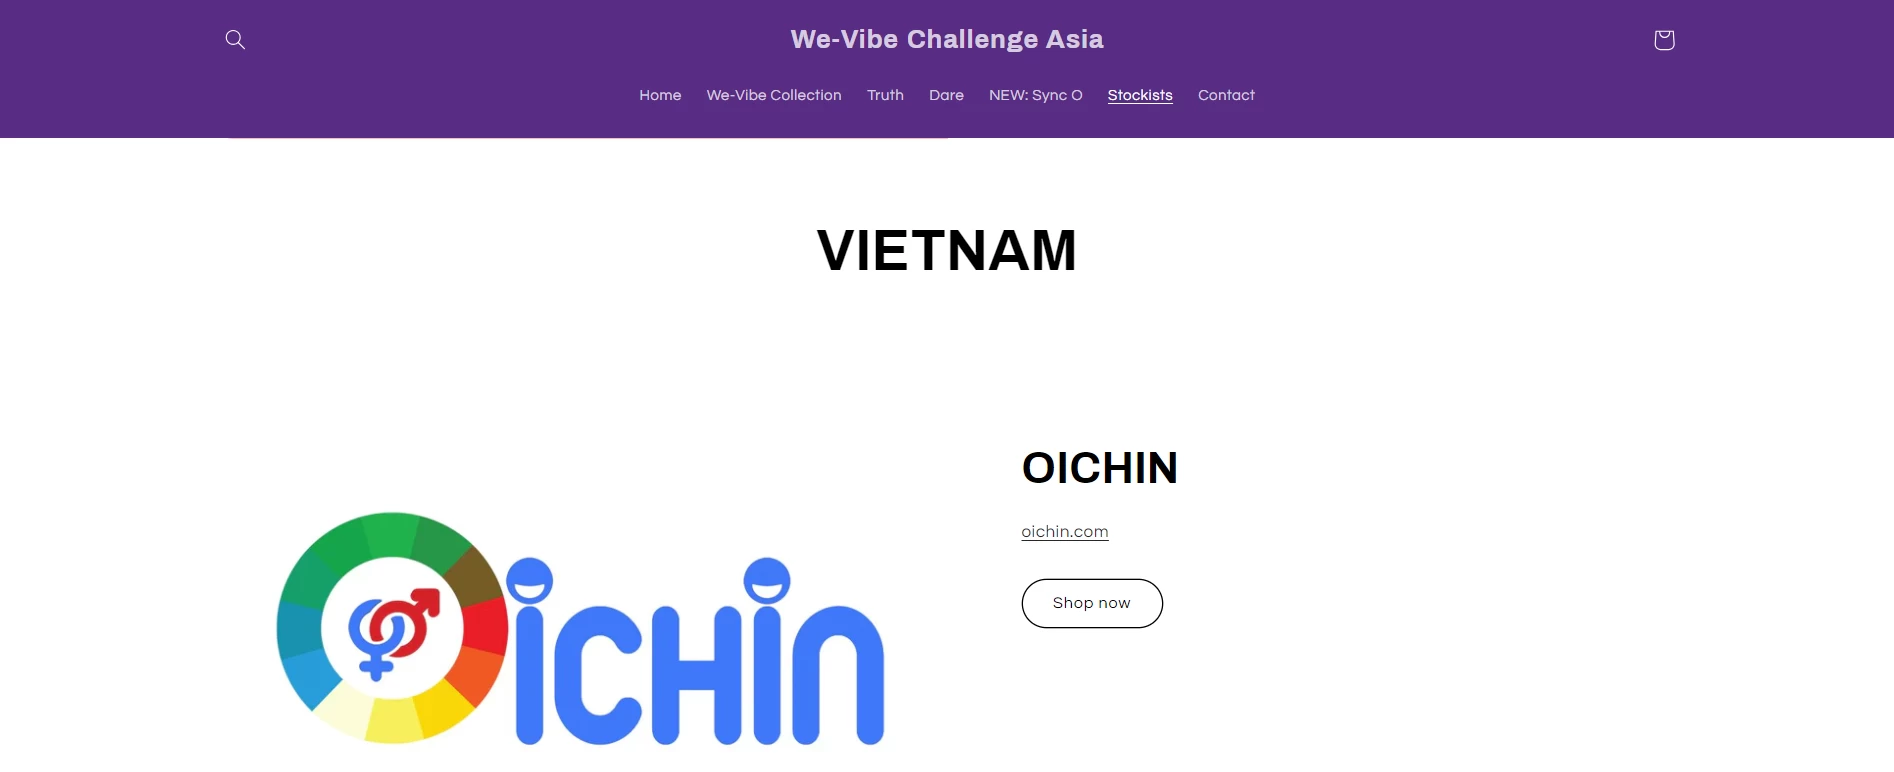 We-Vibe Challenge Asia
Home We-Vibe Collection Truth Dare NEW: Sync O Stockists Contact
VIETNAM
OICHIN
oichin.com
Shop now
OiCHin